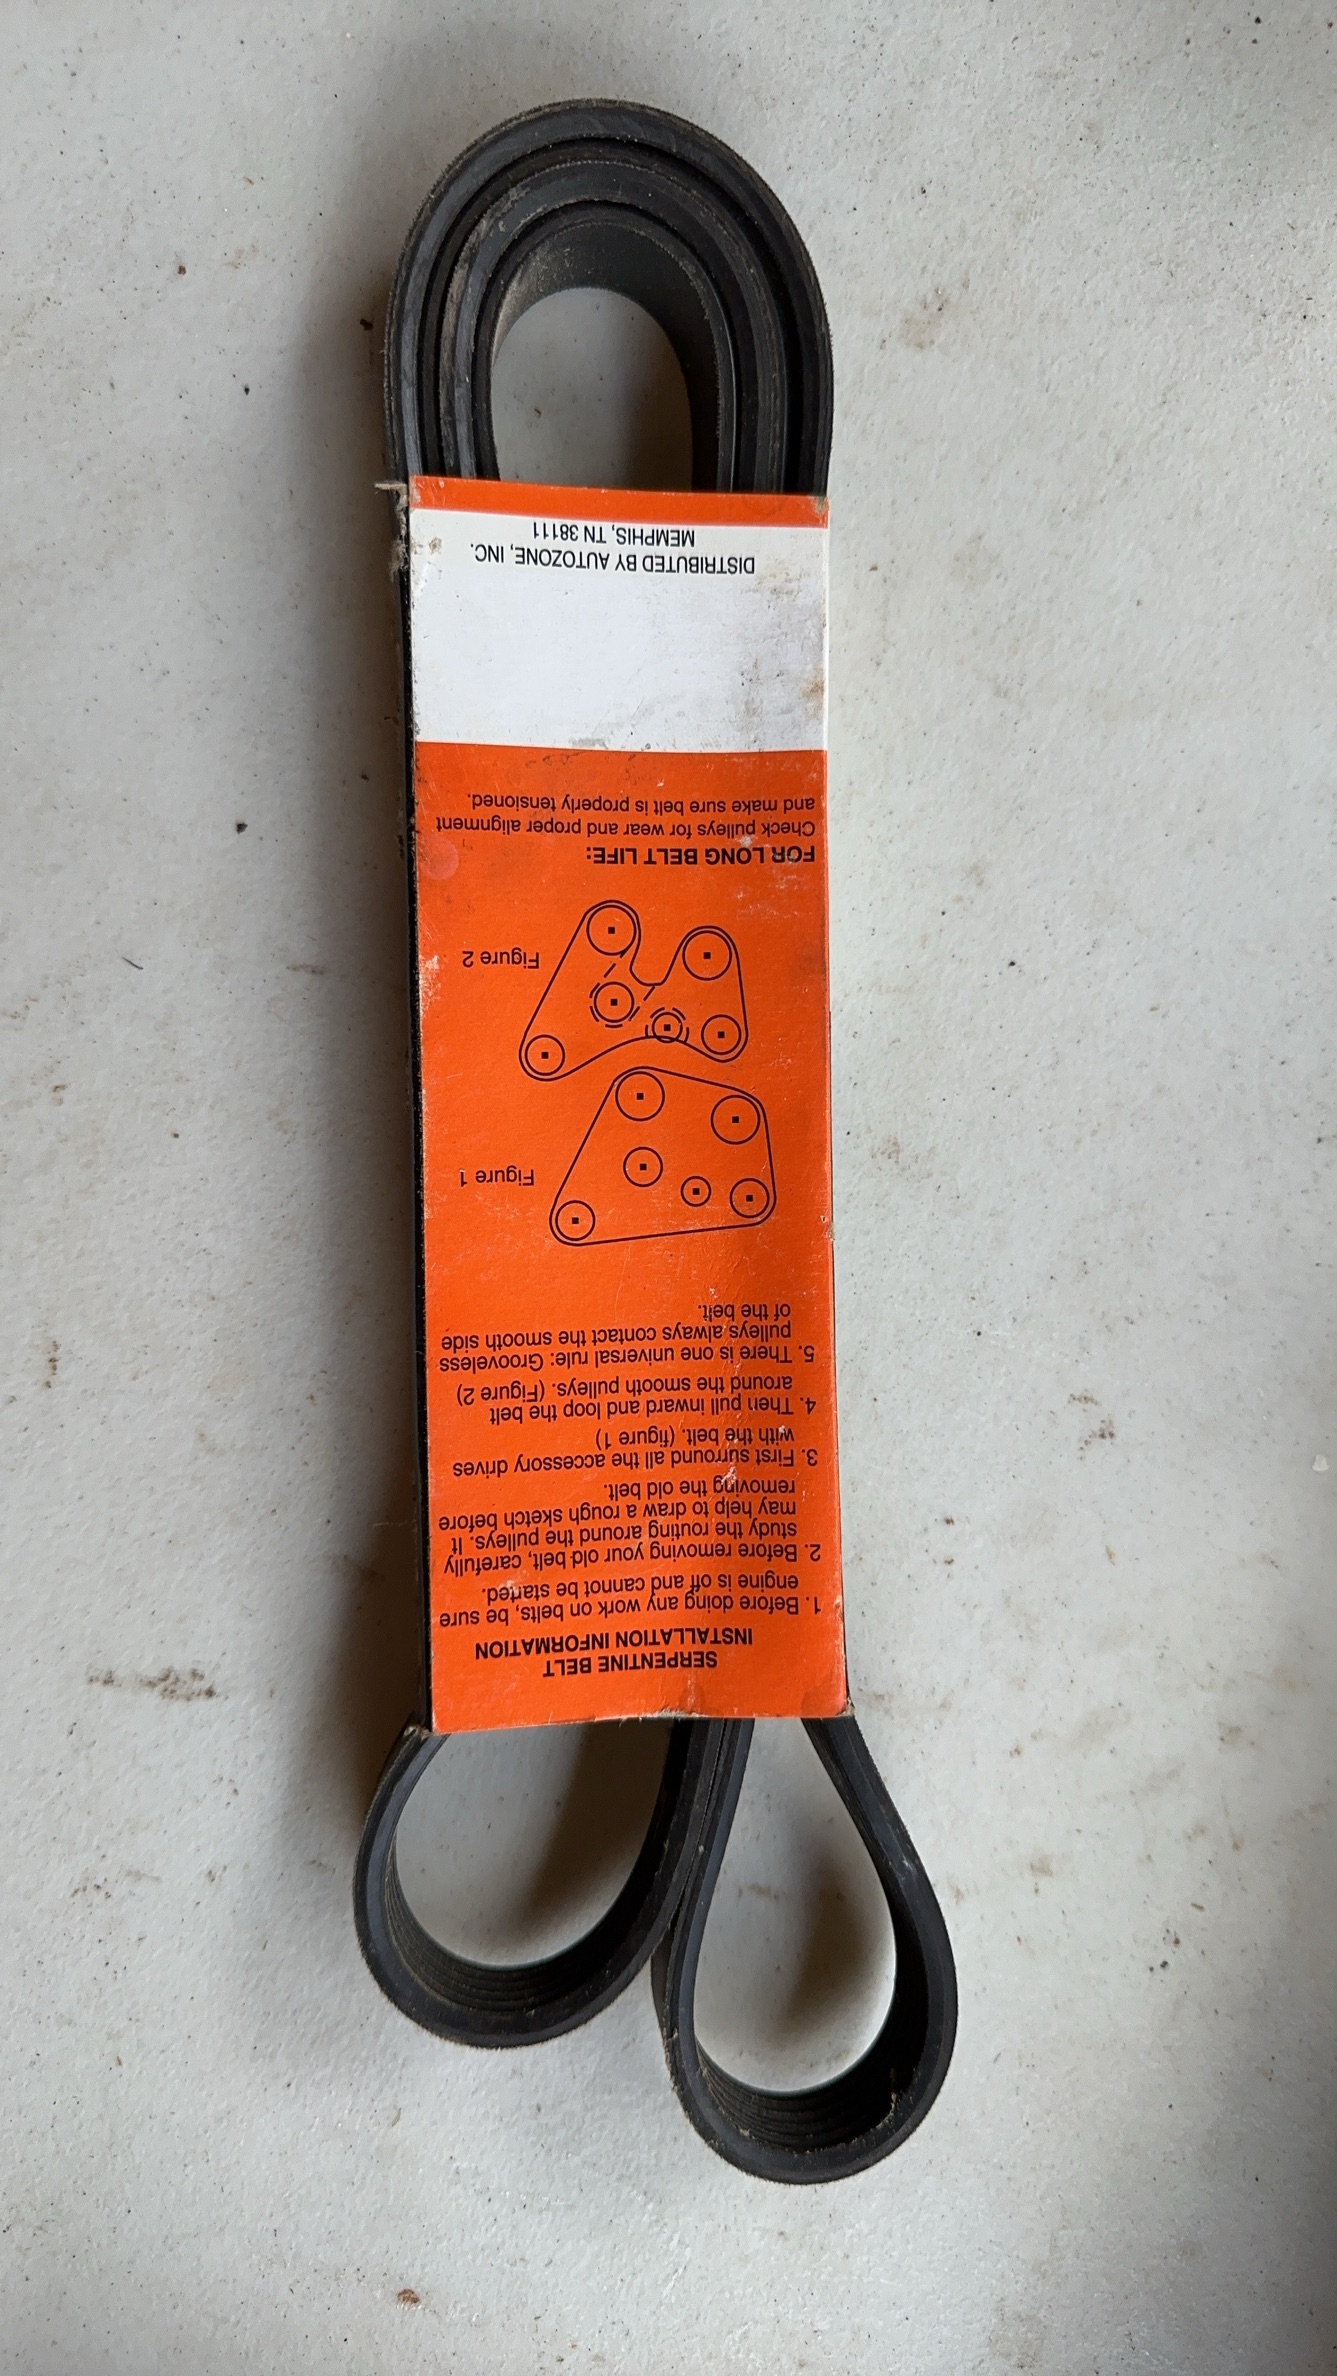 SERPENTINE BELT
INSTALLATION INFORMATION
1. Before doing any work on belts, be sure
engine is off and cannot be started.
2. Before removing your old belt, carefully
study the routing around the pulleys. It
may help to draw a rough sketch before
removing the old belt.
3. First surround all the accessory drives
with the belt. (figure 1)
4. Then pull inward and loop the belt
around the smooth pulleys. (Figure 2)
5. There is one universal rule: Grooveless
pulleys always contact the smooth side
of the belt.
Figure 1
Figure 2
FOR LONG BELT LIFE:
Check pulleys for wear and proper alignment
and make sure belt is properly tensioned.
DISTRIBUTED BY AUTOZONE, INC.
MEMPHIS, TN 38111